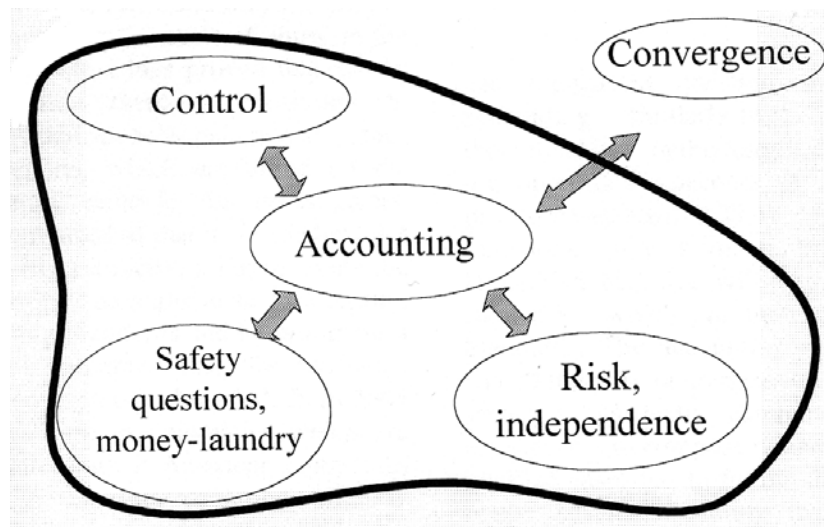 Convergence
Control
Accounting
Safety
questions,
money-laundry
Risk,
independence